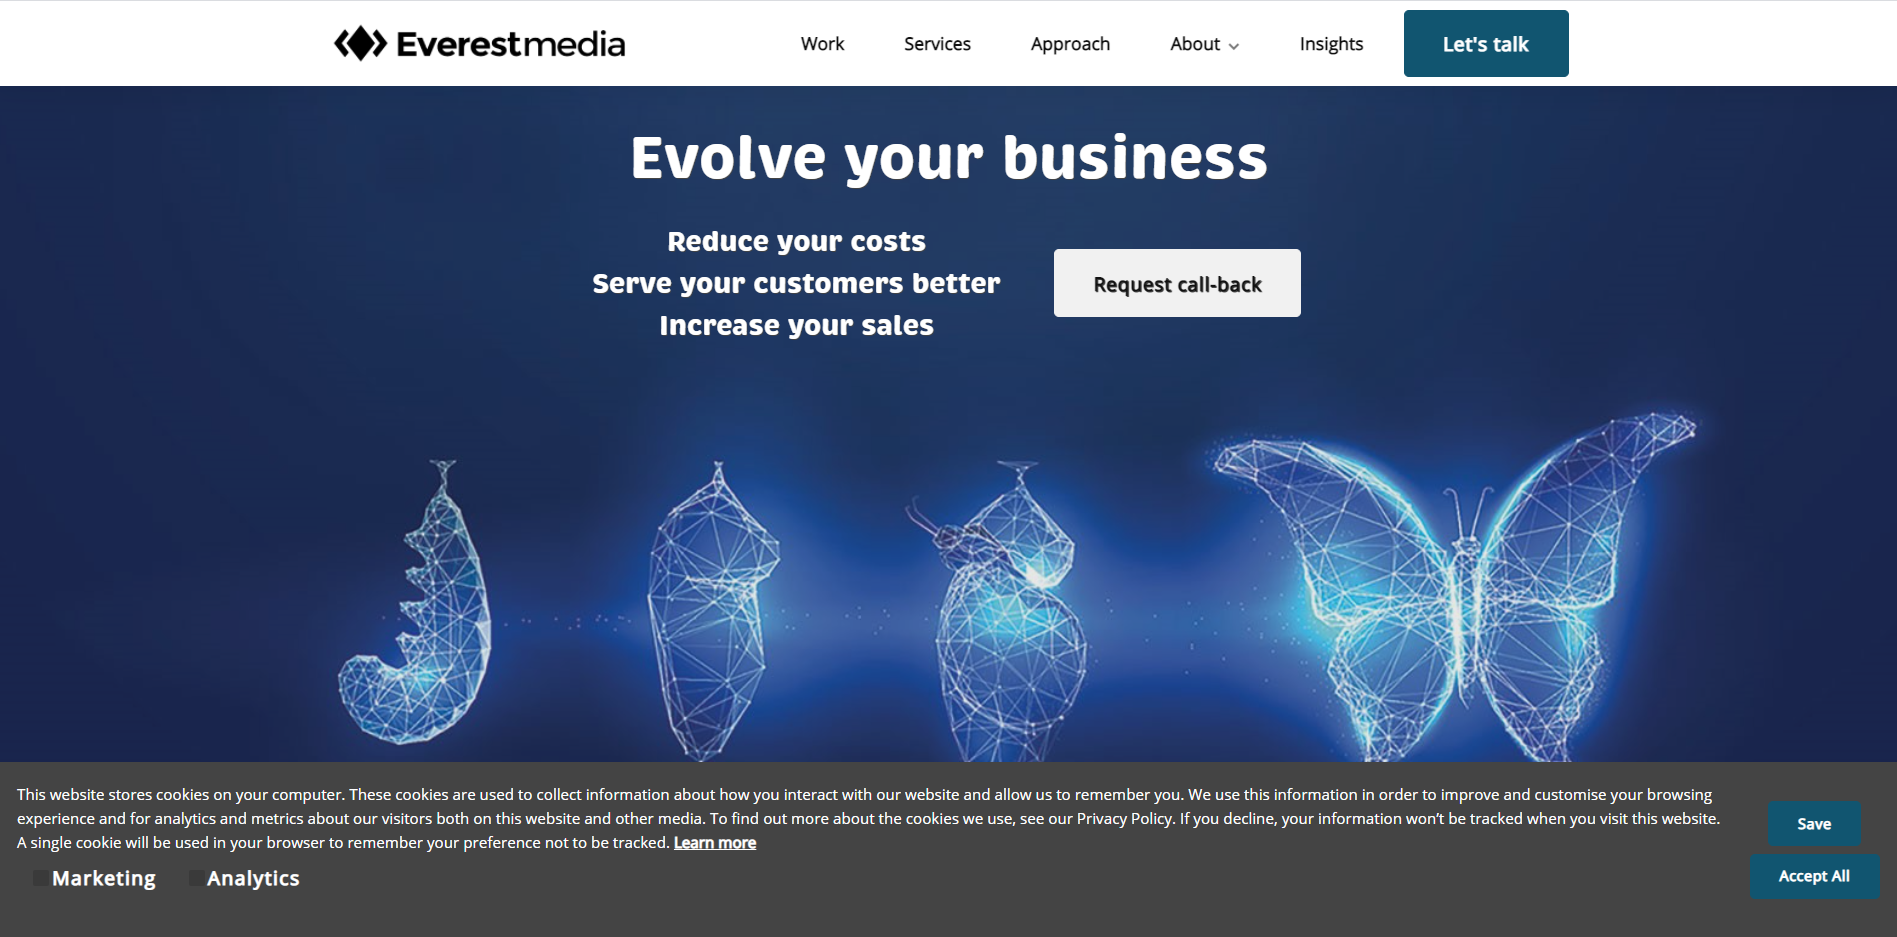 Everestmedia
Work
Services
Approach
About
Insights
Let's talk
Evolve your business
Reduce your costs
Serve your customers better
Increase your sales
Request call-back
This website stores cookies on your computer. These cookies are used to collect information about how you interact with our website and allow us to remember you. We use this information in order to improve and customise your browsing
experience and for analytics and metrics about our visitors both on this website and other media. To find out more about the cookies we use, see our Privacy Policy. If you decline, your information won’t be tracked when you visit this website.
A single cookie will be used in your browser to remember your preference not to be tracked. Learn more
Marketing
Analytics
Save
Accept All